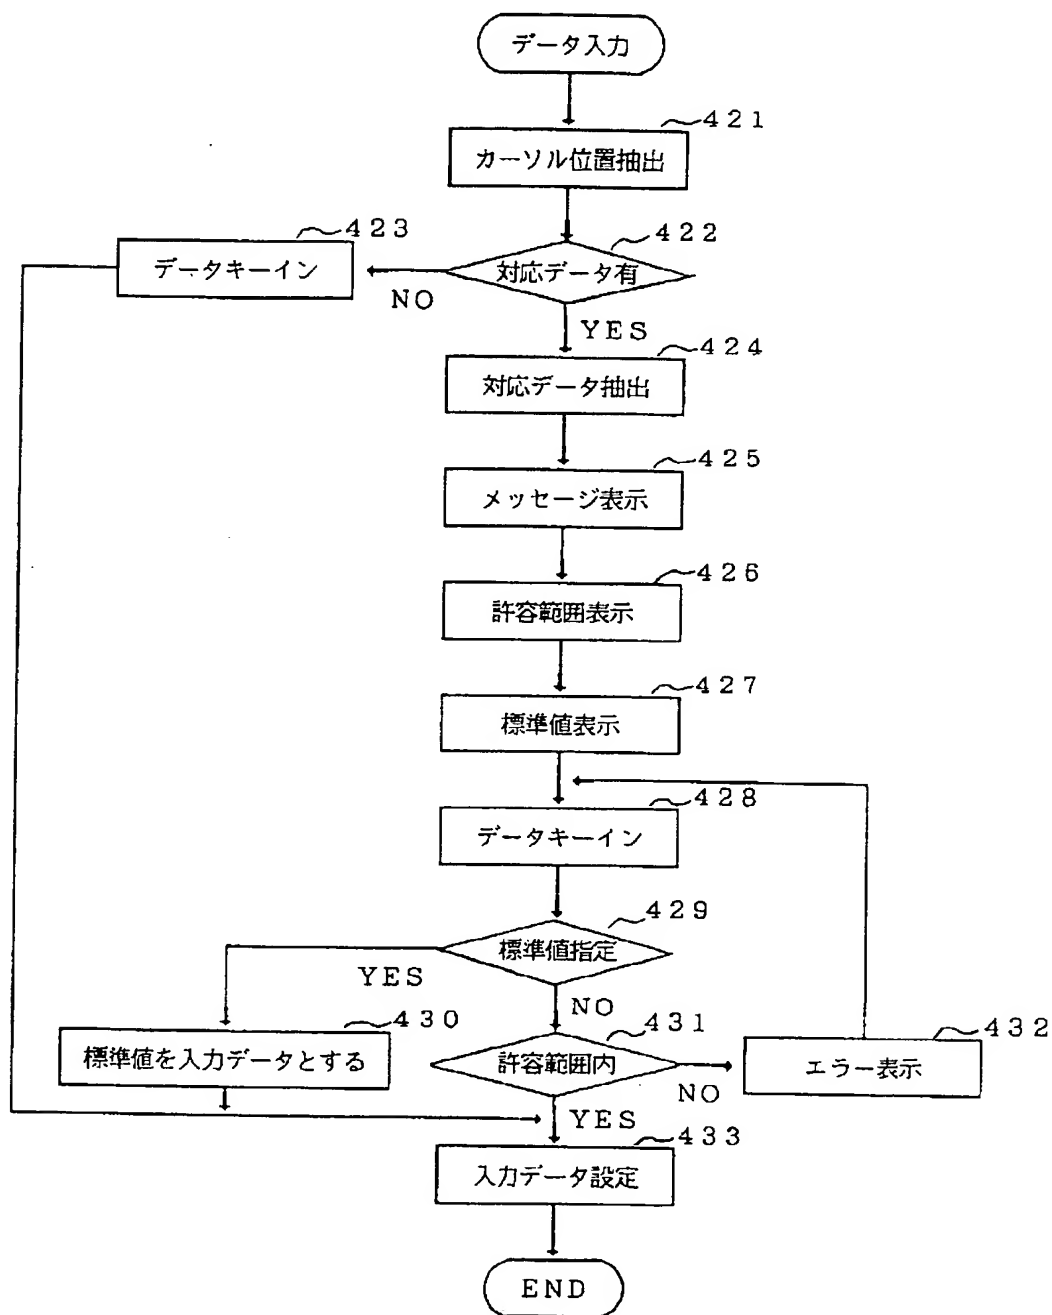 データ入力
421
カーソル位置抽出
422
対応データ有
NO
423
データキーイン
YES
424
対応データ抽出
425
メッセージ表示
426
許容範囲表示
427
標準値表示
428
データキーイン
429
標準値指定
YES
NO
430
標準値を入力データとする
431
許容範囲内
NO
432
エラー表示
YES
433
入力データ設定
END